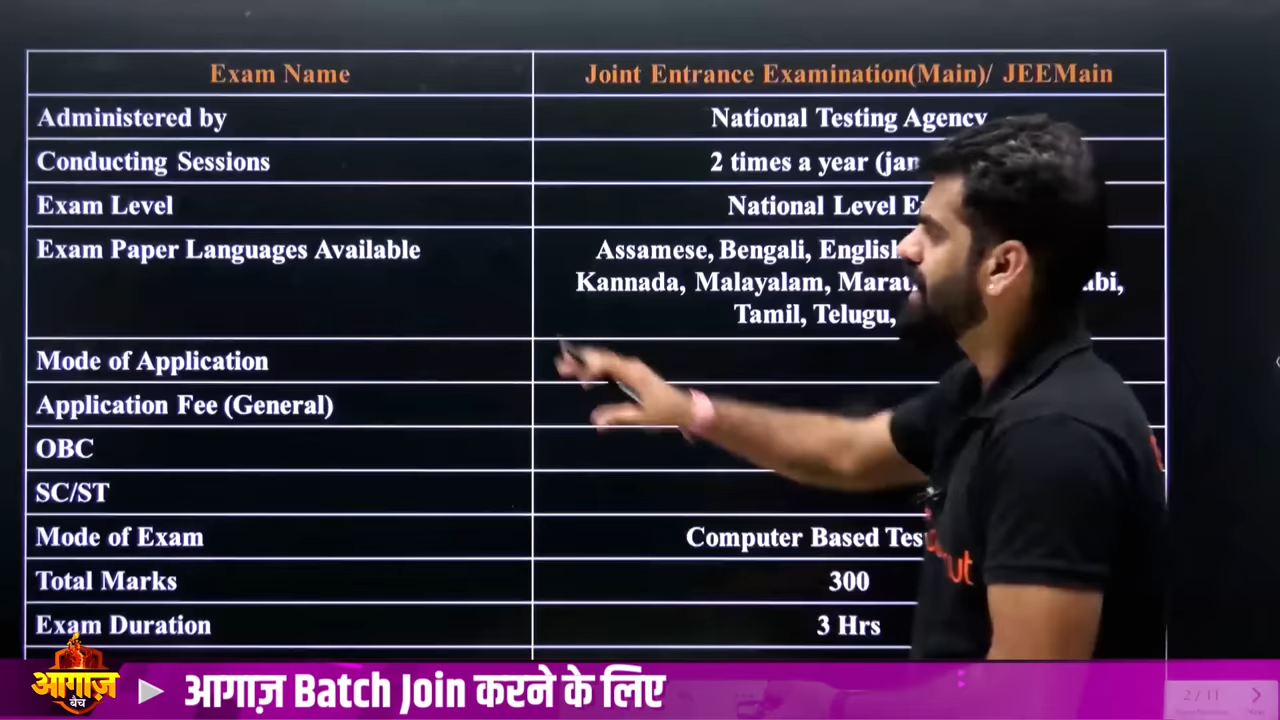 Exam Name
Joint Entrance Examination(Main)/ JEEMain
Administered by
National Testing Agency
Conducting Sessions
2 times a year (jan
Exam Level
National Level
Exam Paper Languages Available
Assamese, Bengali, English
Kannada, Malayalam,
Tamil, Telugu,
Mode of Application
Application Fee (General)
OBC
SC/ST
Mode of Exam
Computer Based
Total Marks
300
Exam Duration
3 Hrs
आगाज़
बैच
आगाज़ Batch Join करने के लिए
2 / 11